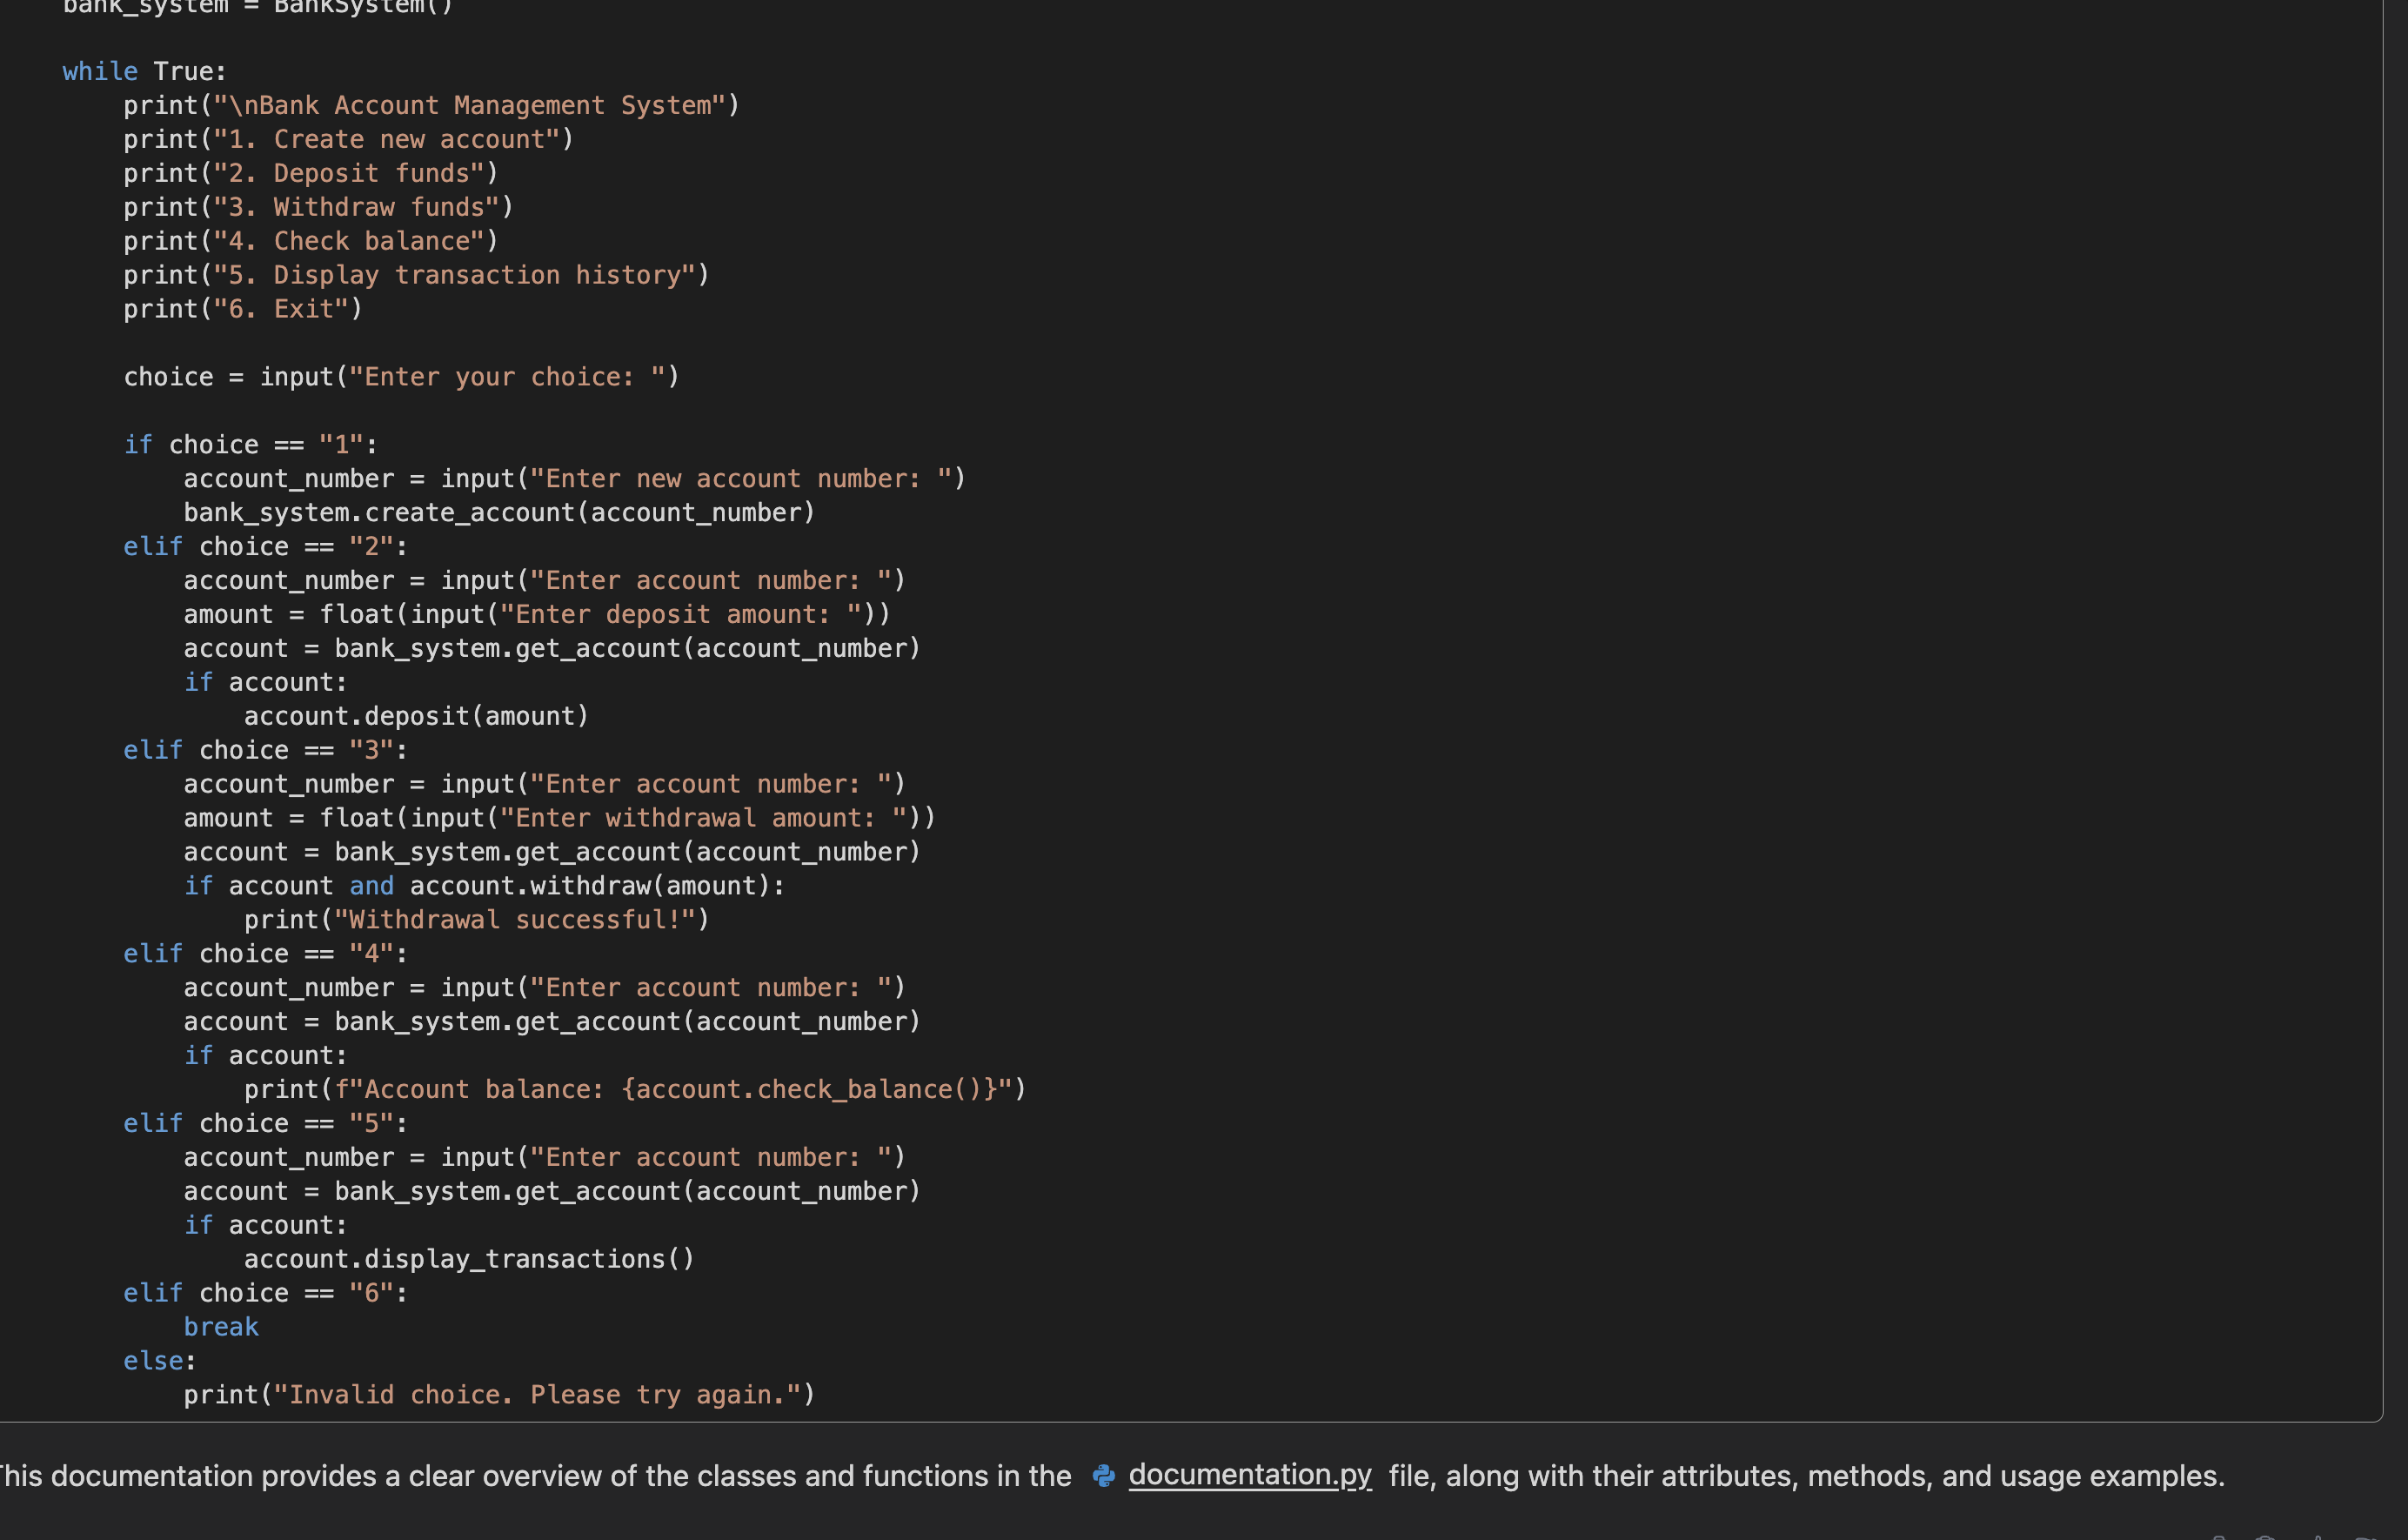 bank_system = BankSystem()
while True:
print("\nBank Account Management System")
print("1. Create new account")
print("2. Deposit funds")
print("3. Withdraw funds")
print("4. Check balance")
print("5. Display transaction history")
print("6. Exit")
choice = input("Enter your choice: ")
if choice == "1":
account_number = input("Enter new account number: ")
bank_system.create_account(account_number)
elif choice == "2":
account_number = input("Enter account number: ")
amount = float(input("Enter deposit amount: "))
account = bank_system.get_account(account_number)
if account:
account.deposit(amount)
elif choice == "3":
account_number = input("Enter account number: ")
amount = float(input("Enter withdrawal amount: "))
account = bank_system.get_account(account_number)
if account and account.withdraw(amount):
print("Withdrawal successful!")
elif choice == "4":
account_number = input("Enter account number: ")
account = bank_system.get_account(account_number)
if account:
print(f"Account balance: {account.check_balance()}")
elif choice == "5":
account_number = input("Enter account number: ")
account = bank_system.get_account(account_number)
if account:
account.display_transactions()
elif choice == "6":
break
else:
print("Invalid choice. Please try again.")
This documentation provides a clear overview of the classes and functions in the documentation.py file, along with their attributes, methods, and usage examples.